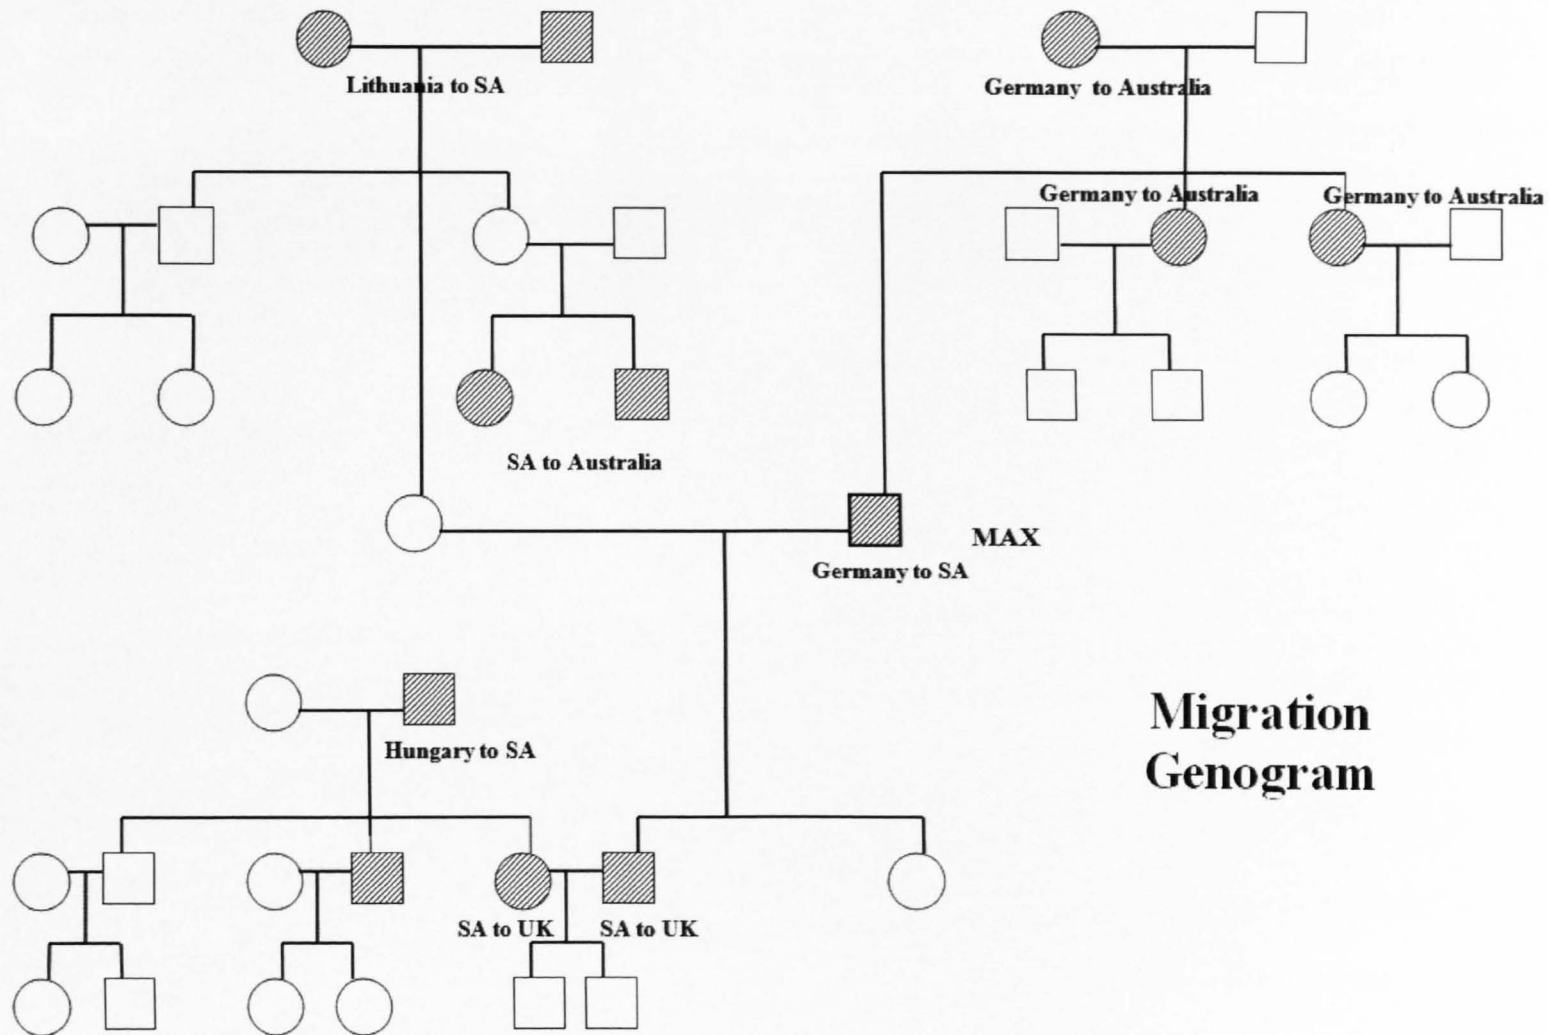 Lithuania to SA
Germany to Australia
Germany to Australia
Germany to Australia
SA to Australia
MAX
Germany to SA
Migration
Genogram
Hungary to SA
SA to UK
SA to UK